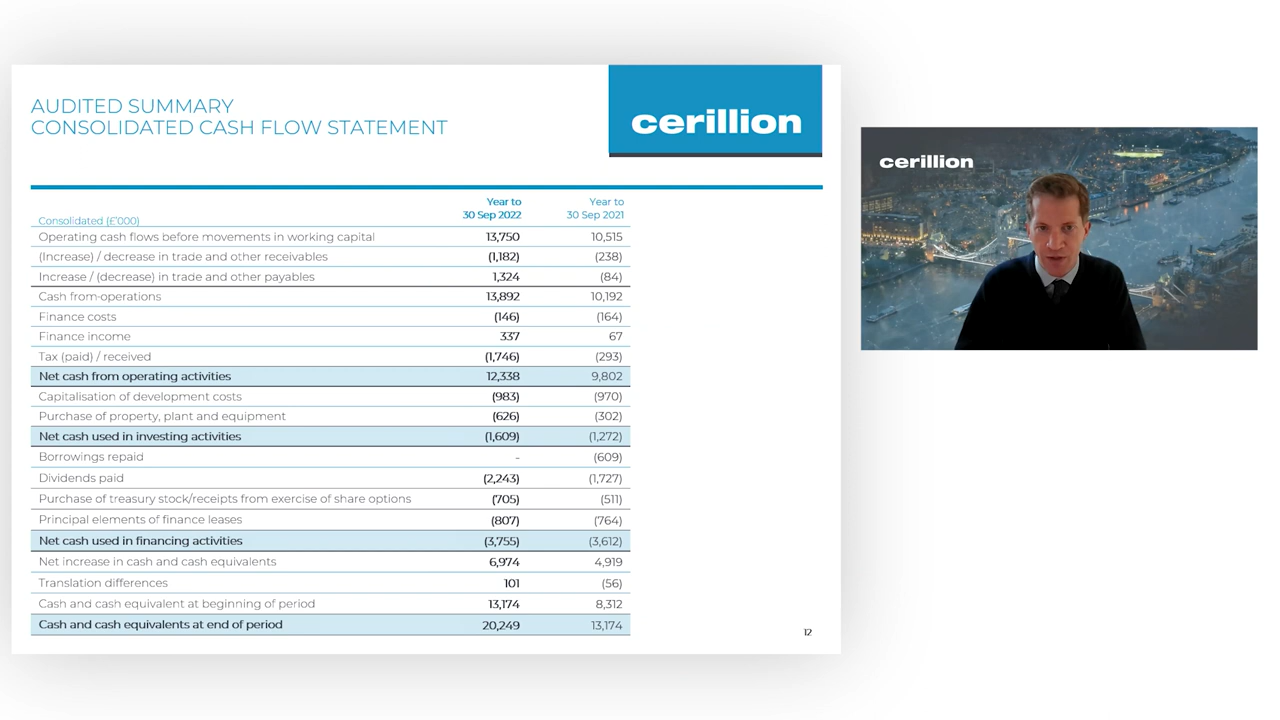 AUDITED SUMMARY
CONSOLIDATED CASH FLOW STATEMENT
cerillion
cerillion
Consolidated (£'000) Year to 30 Sep 2022 Year to 30 Sep 2021
Operating cash flows before movements in working capital 13,750 10,515
(Increase) / decrease in trade and other receivables (1,182) (238)
Increase / (decrease) in trade and other payables 1,324 (84)
Cash from-operations 13,892 10,192
Finance costs (146) (164)
Finance income 337 67
Tax (paid) / received (1,746) (293)
Net cash from operating activities 12,338 9,802
Capitalisation of development costs (983) (970)
Purchase of property, plant and equipment (626) (302)
Net cash used in investing activities (1,609) (1,272)
Borrowings repaid - (609)
Dividends paid (2,243) (1,727)
Purchase of treasury stock/receipts from exercise of share options (705) (511)
Principal elements of finance leases (807) (764)
Net cash used in financing activities (3,755) (3,612)
Net increase in cash and cash equivalents 6,974 4,919
Translation differences 101 (56)
Cash and cash equivalent at beginning of period 13,174 8,312
Cash and cash equivalents at end of period 20,249 13,174
12